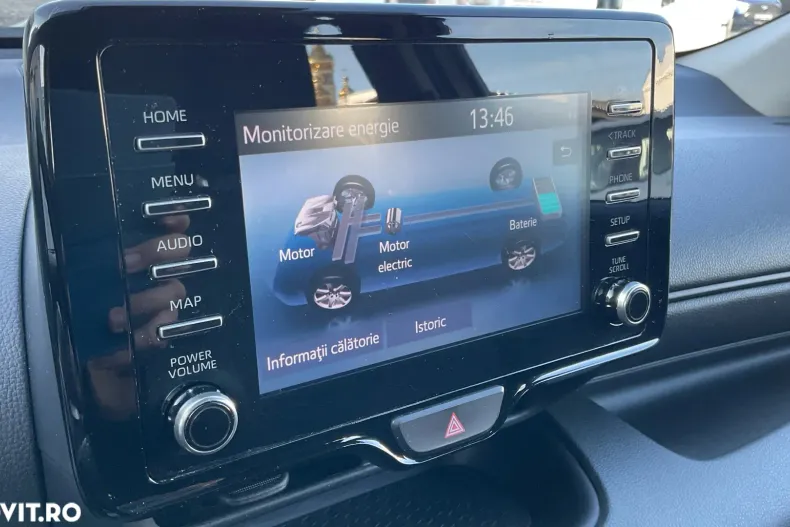 HOME
MENU
AUDIO
MAP
POWER
VOLUME
Monitorizare energie
13:46
Motor
Motor
electric
Baterie
Informații călătorie
Istoric
<TRACK
PHONE
SETUP
TUNE
SCROLL
VIT.RO